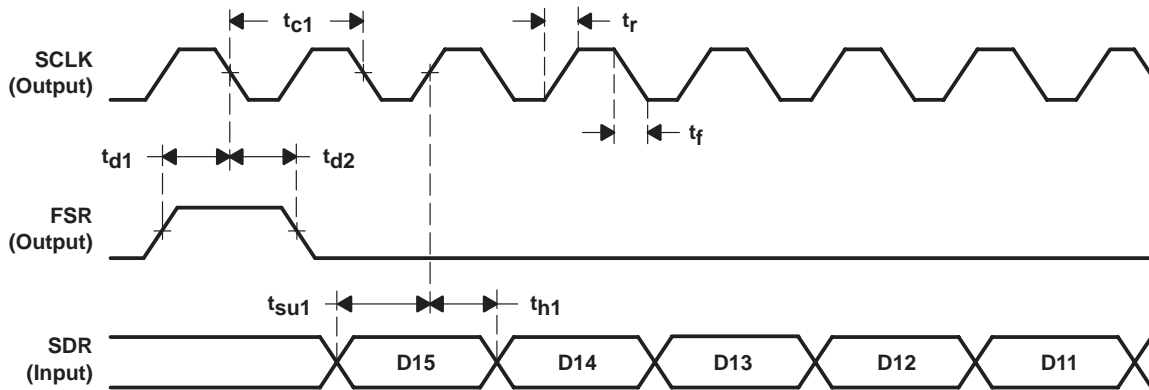 tc1
tr
SCLK
(Output)
tf
td1
td2
FSR
(Output)
tsu1
th1
SDR
(Input)
D15 D14 D13 D12 D11